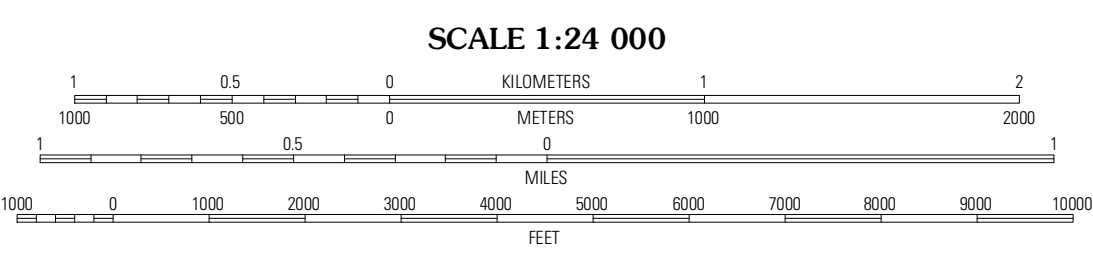 SCALE 1:24 000
1 0.5 0 KILOMETERS 1 2
1000 500 0 METERS 1000 2000
1 0.5 0 1
MILES
1000 0 1000 2000 3000 4000 5000 6000 7000 8000 9000 10000
FEET